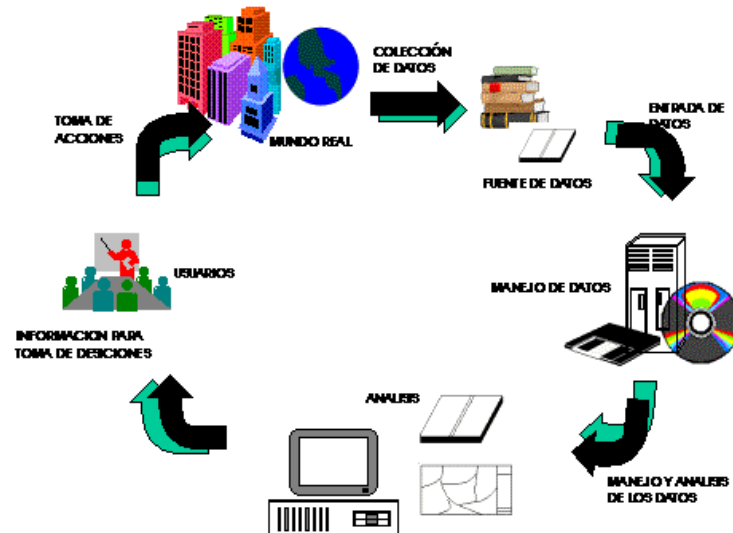 COLECCIÓN
DE DATOS
TOMA DE
ACCIONES
ENTRADA DE
DATOS
MUNDO REAL
FUENTE DE DATOS
USUARIOS
MANEJO DE DATOS
INFORMACION PARA
TOMA DE DESICIONES
ANALISIS
MANEJO Y ANALISIS
DE LOS DATOS